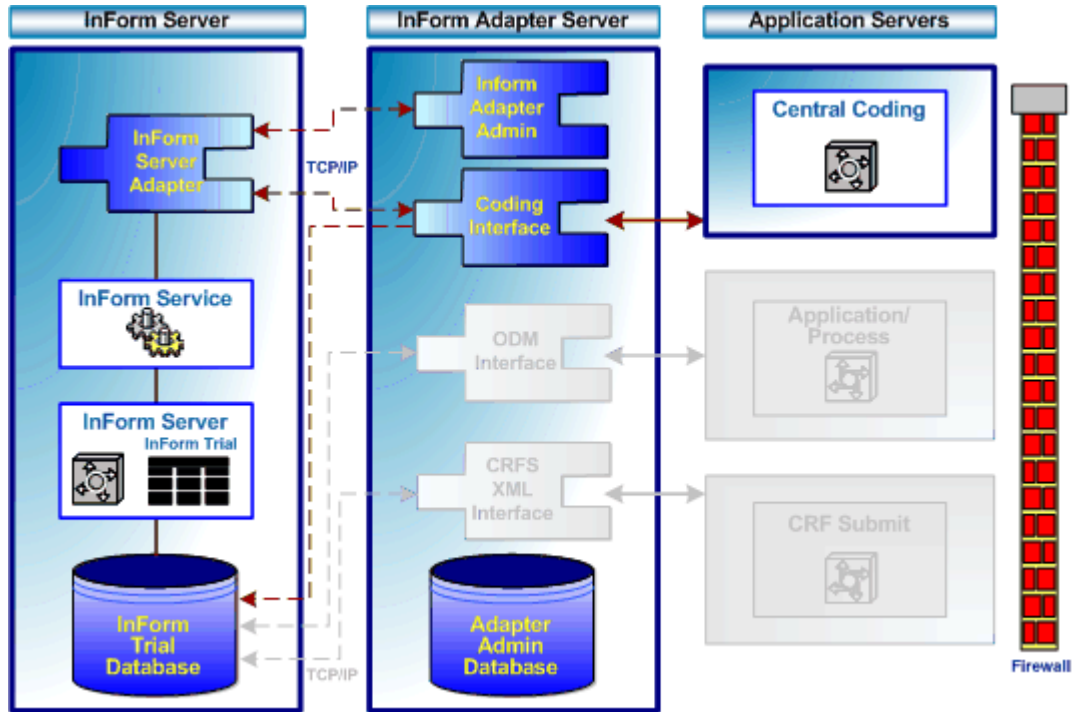 InForm Server
InForm Adapter Server
Application Servers
InForm
Server
Adapter
TCP/IP
InForm Service
InForm Server
InForm Trial
InForm
Trial
Database
TCP/IP
Inform
Adapter
Admin
Coding
Interface
ODM
Interface
CRFS
XML
Interface
Adapter
Admin
Database
Central Coding
Application/
Process
CRF Submit
Firewall